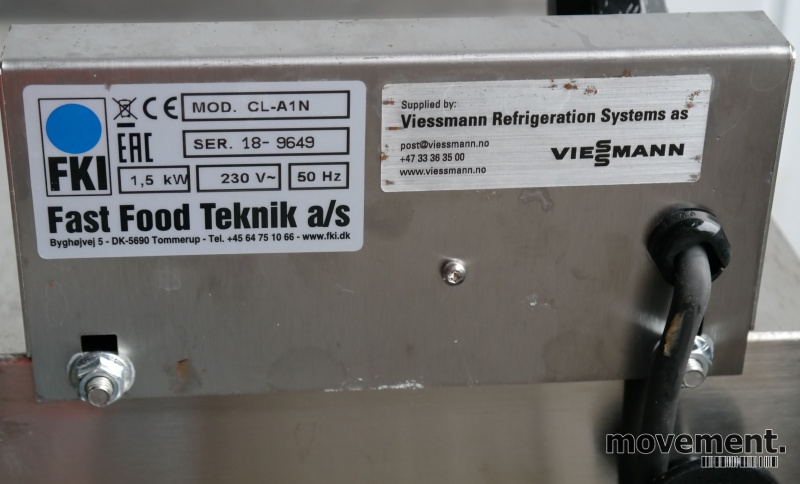 FKI
CE
MOD. CL-A1N
EAC
SER. 18- 9649
1,5 kW
230 V~
50 Hz
Fast Food Teknik a/s
Byghøjvej 5 - DK-5690 Tommerup - Tel. +45 64 75 10 66 - www.fki.dk
Supplied by:
Viessmann Refrigeration Systems as
post@viessmann.no
+47 33 36 35 00
www.viessmann.no
VIESSMANN
movement.